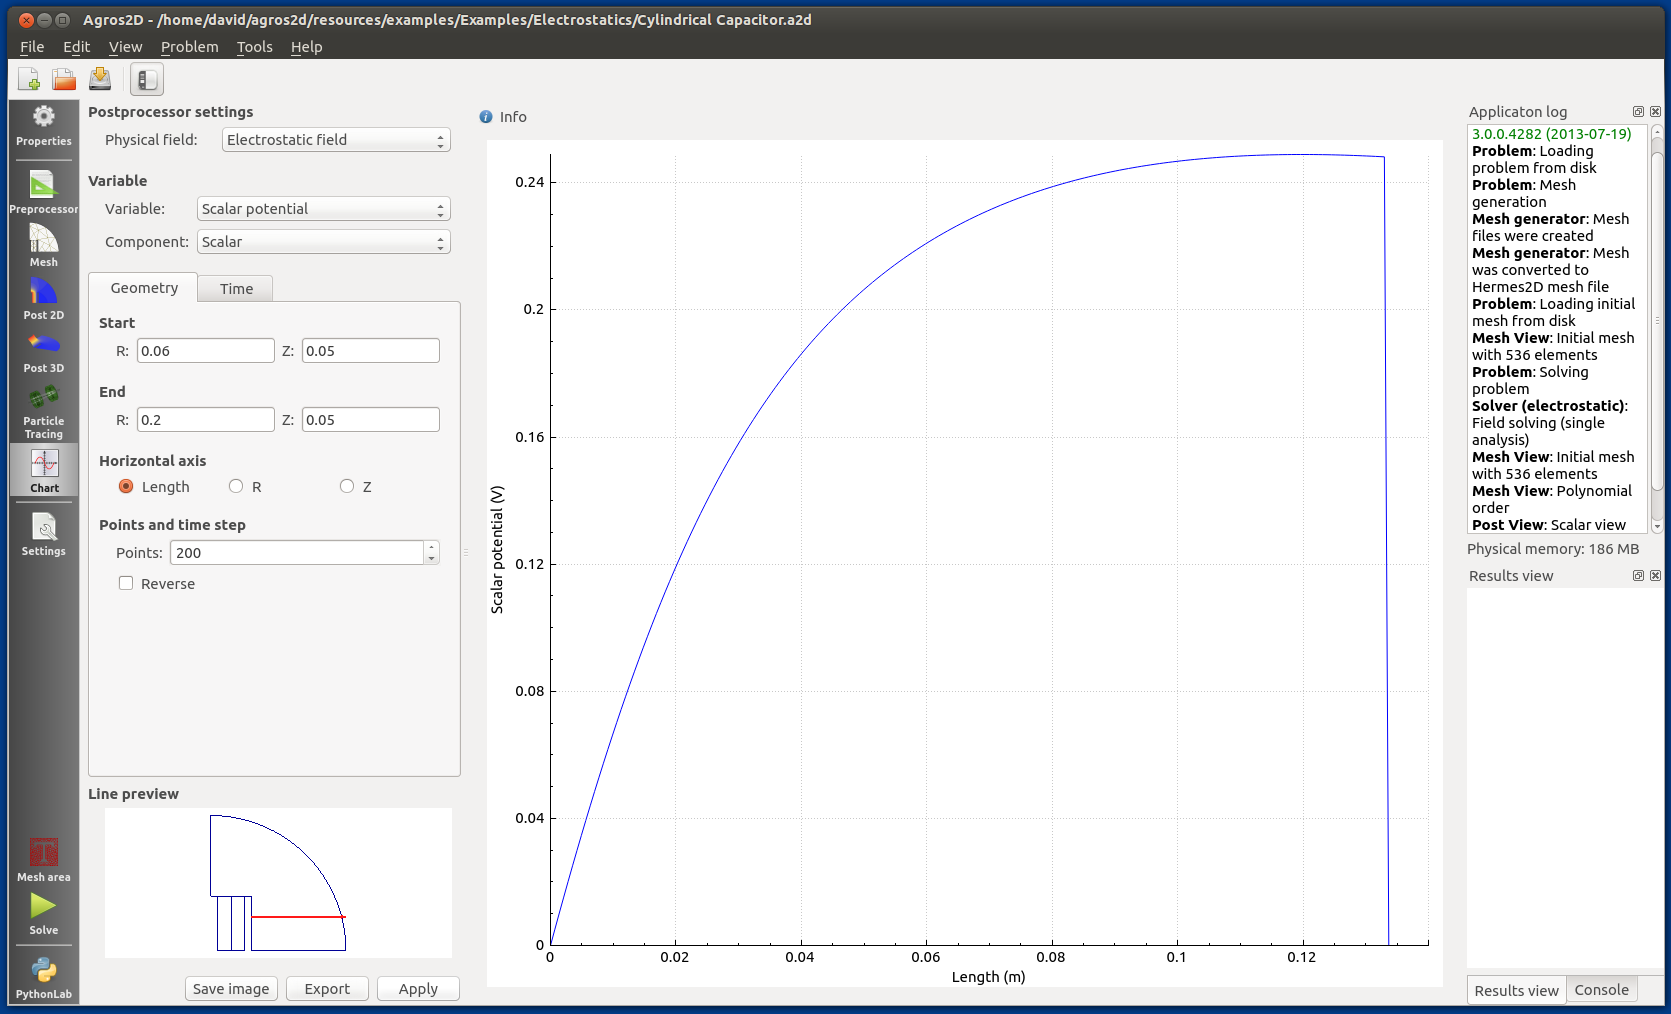 Agros2D - /home/david/agros2d/resources/examples/Examples/Electrostatics/Cylindrical Capacitor.a2d
File Edit View Problem Tools Help
Properties
Preprocessor
Mesh
Post 2D
Post 3D
Particle
Tracing
Chart
Settings
Mesh area
Solve
PythonLab
Postprocessor settings
Physical field: Electrostatic field
Variable
Variable: Scalar potential
Component: Scalar
Geometry Time
Start
R: 0.06 Z: 0.05
End
R: 0.2 Z: 0.05
Horizontal axis
Length R Z
Points and time step
Points: 200
Reverse
Line preview
Save image Export Apply
Info
0.24
0.2
0.16
0.12
0.08
0.04
0
Scalar potential (V)
0 0.02 0.04 0.06 0.08 0.1 0.12
Length (m)
Applicaton log
3.0.0.4282 (2013-07-19)
Problem: Loading
problem from disk
Problem: Mesh
generation
Mesh generator: Mesh
files were created
Mesh generator: Mesh
was converted to
Hermes2D mesh file
Problem: Loading initial
mesh from disk
Mesh View: Initial mesh
with 536 elements
Problem: Solving
problem
Solver (electrostatic):
Field solving (single
analysis)
Mesh View: Initial mesh
with 536 elements
Mesh View: Polynomial
order
Post View: Scalar view
Physical memory: 186 MB
Results view
Results view Console